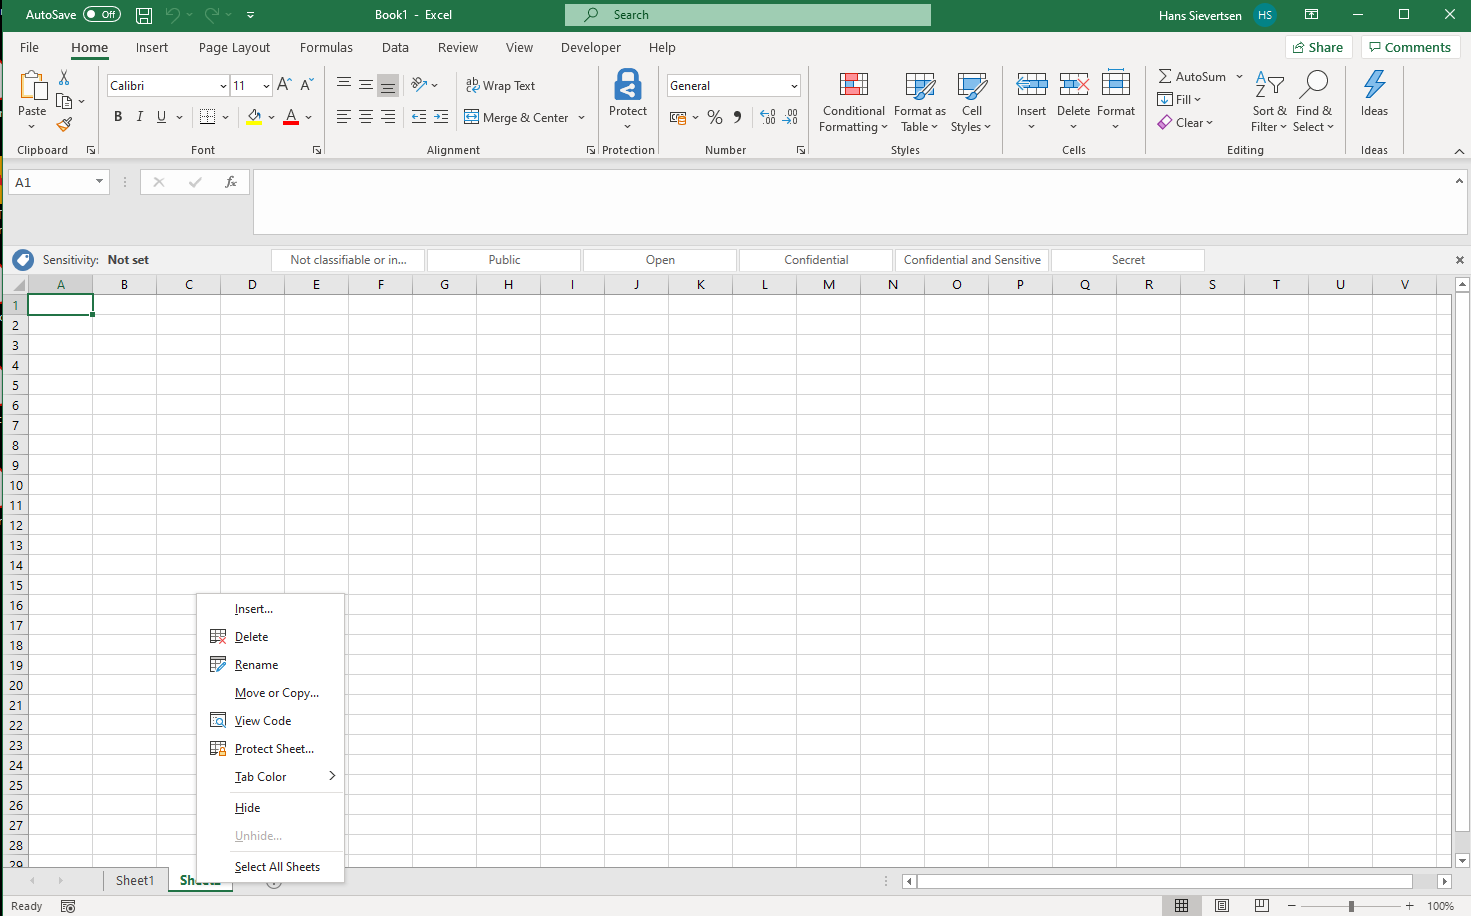 AutoSave Off Book1 - Excel Search Hans Sievertsen HS
File Home Insert Page Layout Formulas Data Review View Developer Help Share Comments
Paste
Clipboard
Calibri 11
B I U A
Font
ab Wrap Text
Merge & Center
Alignment
Protect
Protection
General
%
Number
Conditional Formatting
Format as Table
Cell Styles
Styles
Insert Delete Format
Cells
AutoSum
Fill
Clear
Sort & Filter
Find & Select
Editing
Ideas
Ideas
A1 fx
Sensitivity: Not set Not classifiable or in... Public Open Confidential Confidential and Sensitive Secret
A B C D E F G H I J K L M N O P Q R S T U V
1
2
3
4
5
6
7
8
9
10
11
12
13
14
15
16
17
18
19
20
21
22
23
24
25
26
27
28
29
Insert...
Delete
Rename
Move or Copy...
View Code
Protect Sheet...
Tab Color
Hide
Unhide...
Select All Sheets
Sheet1
Ready 100%